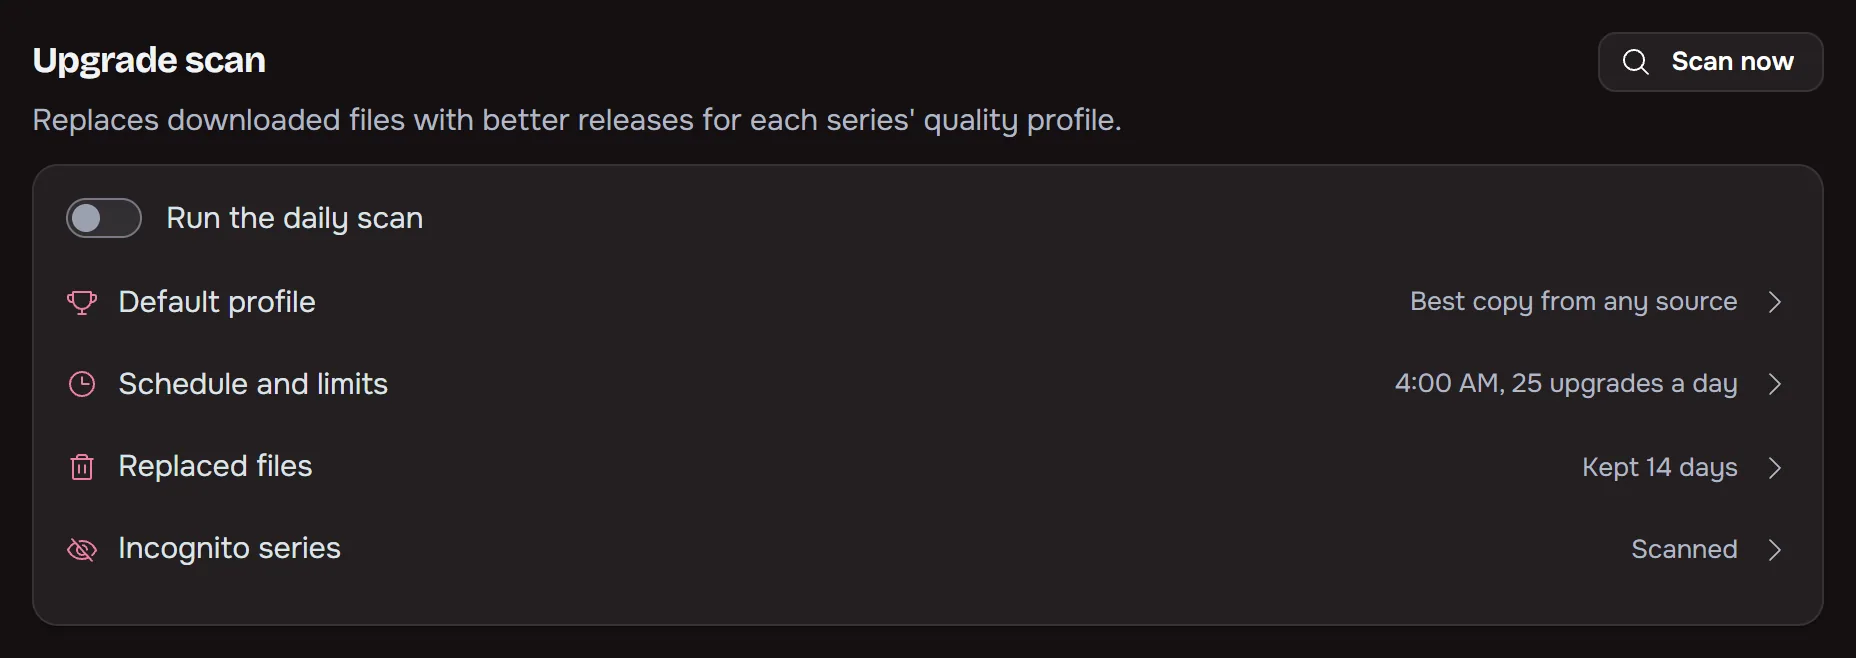 Upgrade scan
Scan now
Replaces downloaded files with better releases for each series' quality profile.
Run the daily scan
Default profile
Best copy from any source
Schedule and limits
4:00 AM, 25 upgrades a day
Replaced files
Kept 14 days
Incognito series
Scanned